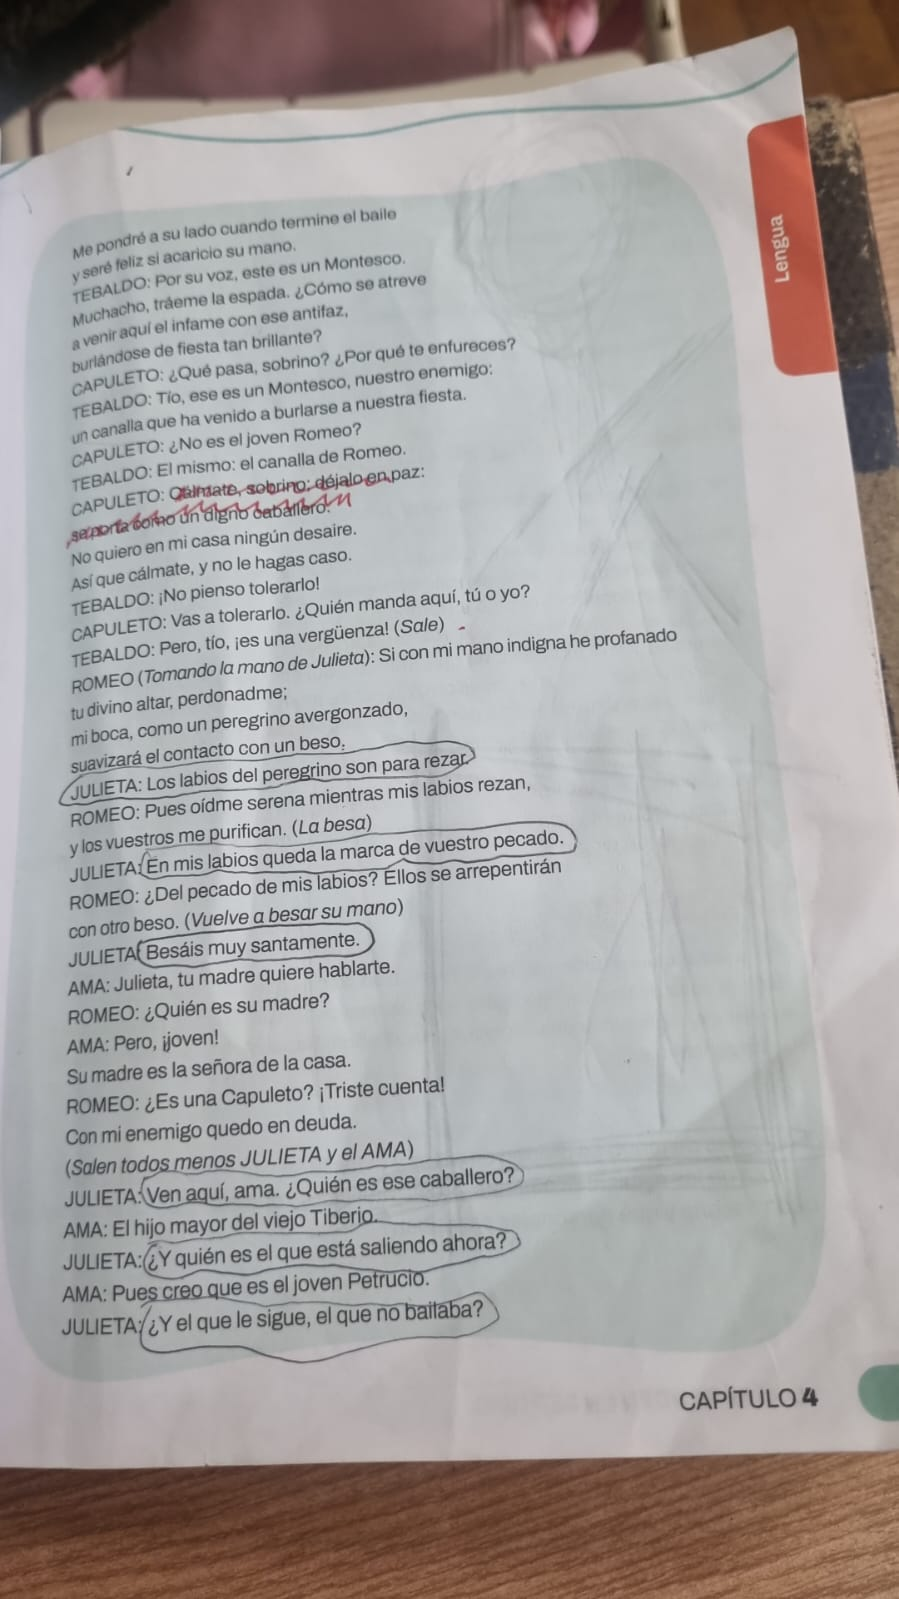 Me pondré a su lado cuando termine el baile
y seré feliz si acaricio su mano.
TEBALDO: Por su voz, este es un Montesco.
Muchacho, tráeme la espada. ¿Cómo se atreve
a venir aquí el infame con ese antifaz,
burlándose de fiesta tan brillante?
CAPULETO: ¿Qué pasa, sobrino? ¿Por qué te enfureces?
TEBALDO: Tío, ese es un Montesco, nuestro enemigo:
un canalla que ha venido a burlarse a nuestra fiesta.
CAPULETO: ¿No es el joven Romeo?
TEBALDO: El mismo: el canalla de Romeo.
CAPULETO: Cálmate, sobrino; déjalo en paz:
se porta como un digno caballero.
No quiero en mi casa ningún desaire.
Así que cálmate, y no le hagas caso.
TEBALDO: ¡No pienso tolerarlo!
CAPULETO: Vas a tolerarlo. ¿Quién manda aquí, tú o yo?
TEBALDO: Pero, tío, ¡es una vergüenza! (Sale)
ROMEO (Tomando la mano de Julieta): Si con mi mano indigna he profanado
tu divino altar, perdonadme;
mi boca, como un peregrino avergonzado,
suavizará el contacto con un beso.
JULIETA: Los labios del peregrino son para rezar.
ROMEO: Pues oídme serena mientras mis labios rezan,
y los vuestros me purifican. (La besa)
JULIETA: En mis labios queda la marca de vuestro pecado.
ROMEO: ¿Del pecado de mis labios? Ellos se arrepentirán
con otro beso. (Vuelve a besar su mano)
JULIETA: Besáis muy santamente.
AMA: Julieta, tu madre quiere hablarte.
ROMEO: ¿Quién es su madre?
AMA: Pero, ¡joven!
Su madre es la señora de la casa.
ROMEO: ¿Es una Capuleto? ¡Triste cuenta!
Con mi enemigo quedo en deuda.
(Salen todos menos JULIETA y el AMA)
JULIETA: Ven aquí, ama. ¿Quién es ese caballero?
AMA: El hijo mayor del viejo Tiberio.
JULIETA: ¿Y quién es el que está saliendo ahora?
AMA: Pues creo que es el joven Petrucio.
JULIETA: ¿Y el que le sigue, el que no bailaba?
Lengua
CAPÍTULO 4